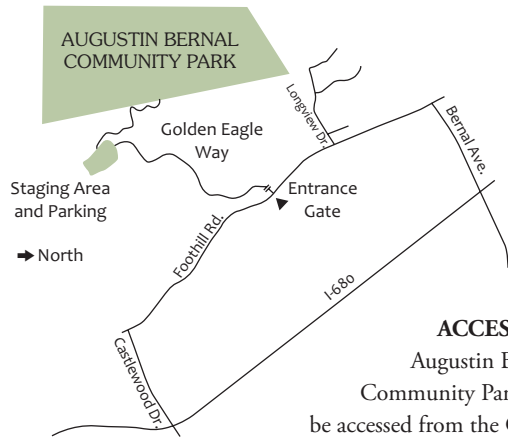 AUGUSTIN BERNAL
COMMUNITY PARK
Longview Dr.
Bernal Ave.
Golden Eagle
Way
Staging Area
and Parking
Entrance
Gate
North
Foothill Rd.
I-680
Castlewood Dr.
ACCES
Augustin
Community
be accessed from the